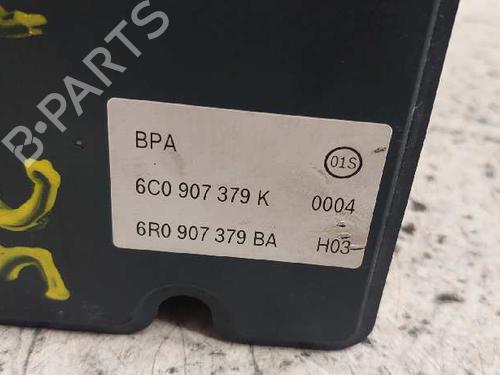 B-PARTS
BPA
01S
6C0 907 379 K 0004
6R0 907 379 BA H03